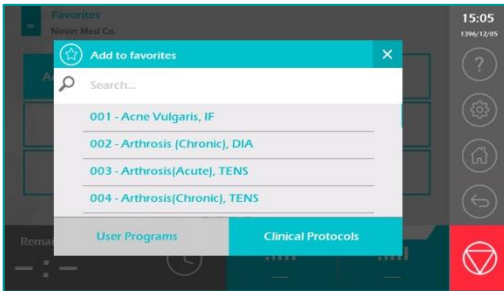 Favorites
Novin Med Co.
15:05
1396/12/05
Add to favorites
Search...
001 - Acne Vulgaris, IF
002 - Arthrosis (Chronic), DIA
003 - Arthrosis(Acute), TENS
004 - Arthrosis(Chronic), TENS
User Programs
Clinical Protocols